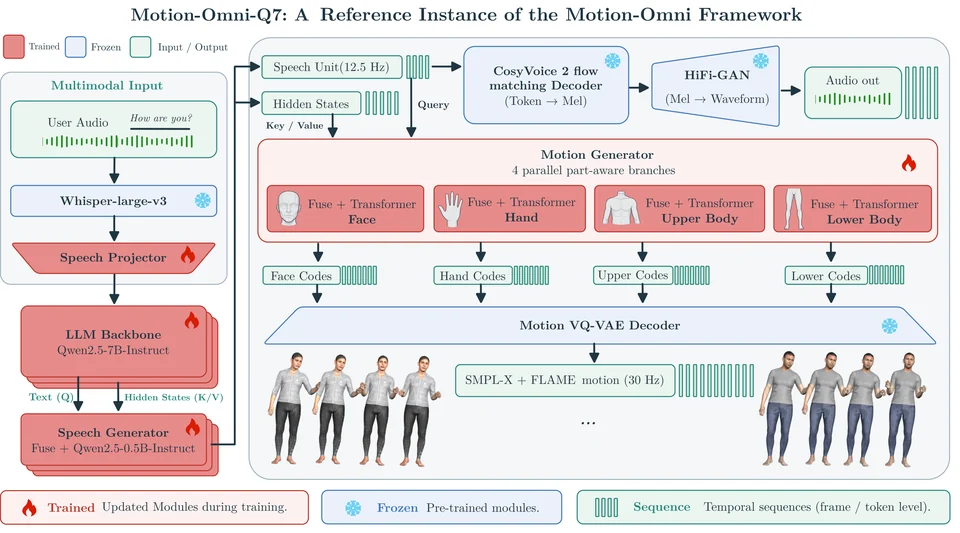 Motion-Omni-Q7: A Reference Instance of the Motion-Omni Framework
Trained
Frozen
Input / Output
Multimodal Input
User Audio
How are you?
Whisper-large-v3
Speech Projector
LLM Backbone
Qwen2.5-7B-Instruct
Text (Q)
Hidden States (K/V)
Speech Generator
Fuse + Qwen2.5-0.5B-Instruct
Speech Unit(12.5 Hz)
Hidden States
Key / Value
Query
CosyVoice 2 flow
matching Decoder
(Token → Mel)
HiFi-GAN
(Mel → Waveform)
Audio out
Motion Generator
4 parallel part-aware branches
Fuse + Transformer
Face
Fuse + Transformer
Hand
Fuse + Transformer
Upper Body
Fuse + Transformer
Lower Body
Face Codes
Hand Codes
Upper Codes
Lower Codes
Motion VQ-VAE Decoder
SMPL-X + FLAME motion (30 Hz)
...
Trained Updated Modules during training.
Frozen Pre-trained modules.
Sequence Temporal sequences (frame / token level).